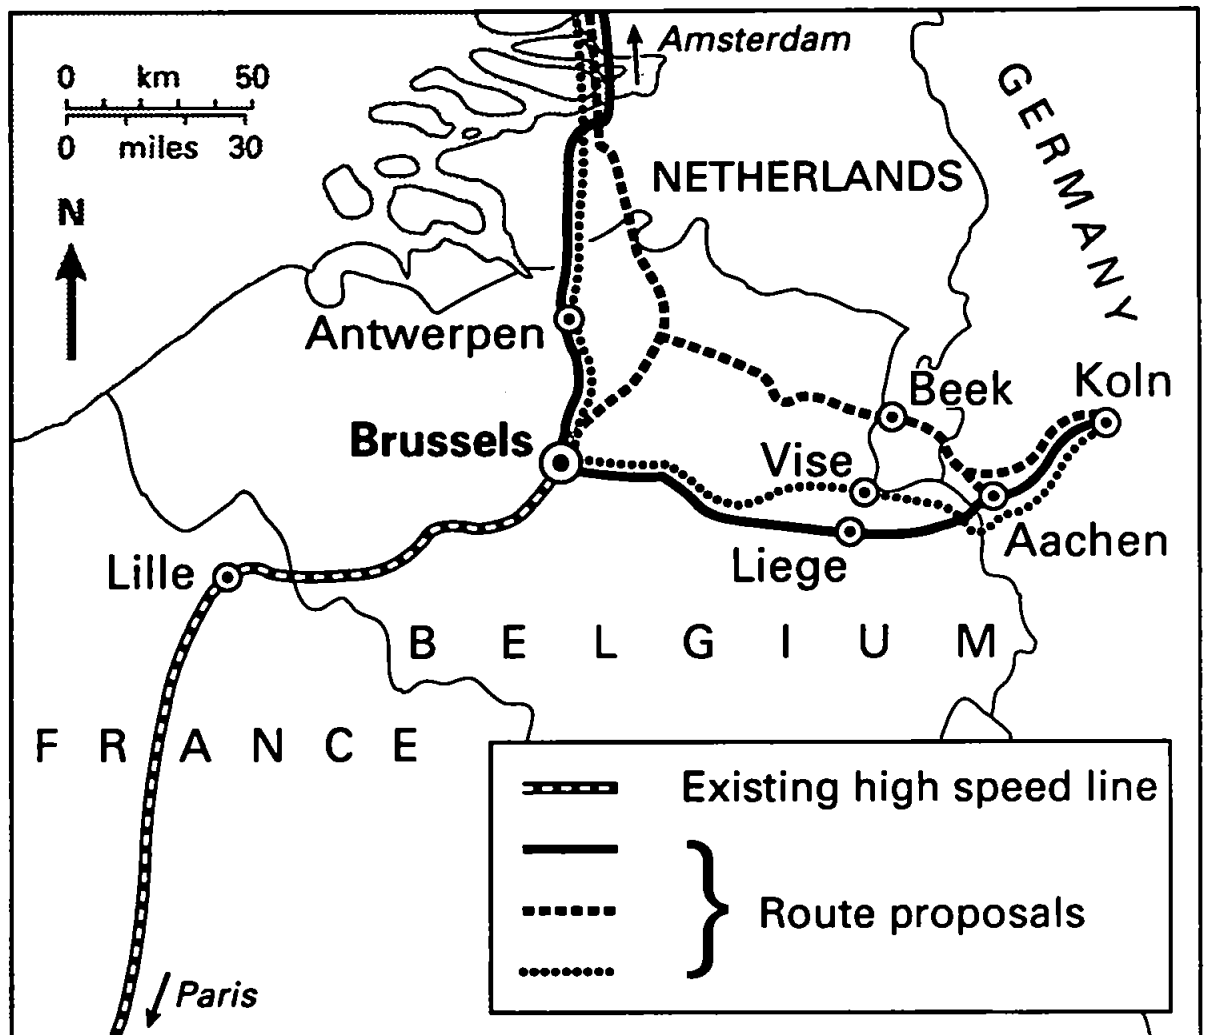 Amsterdam
0 km 50
0 miles 30
N
GERMANY
NETHERLANDS
Antwerpen
Beek
Koln
Brussels
Vise
Lille
Liege
Aachen
BELGIUM
FRANCE
Existing high speed line
Route proposals
Paris